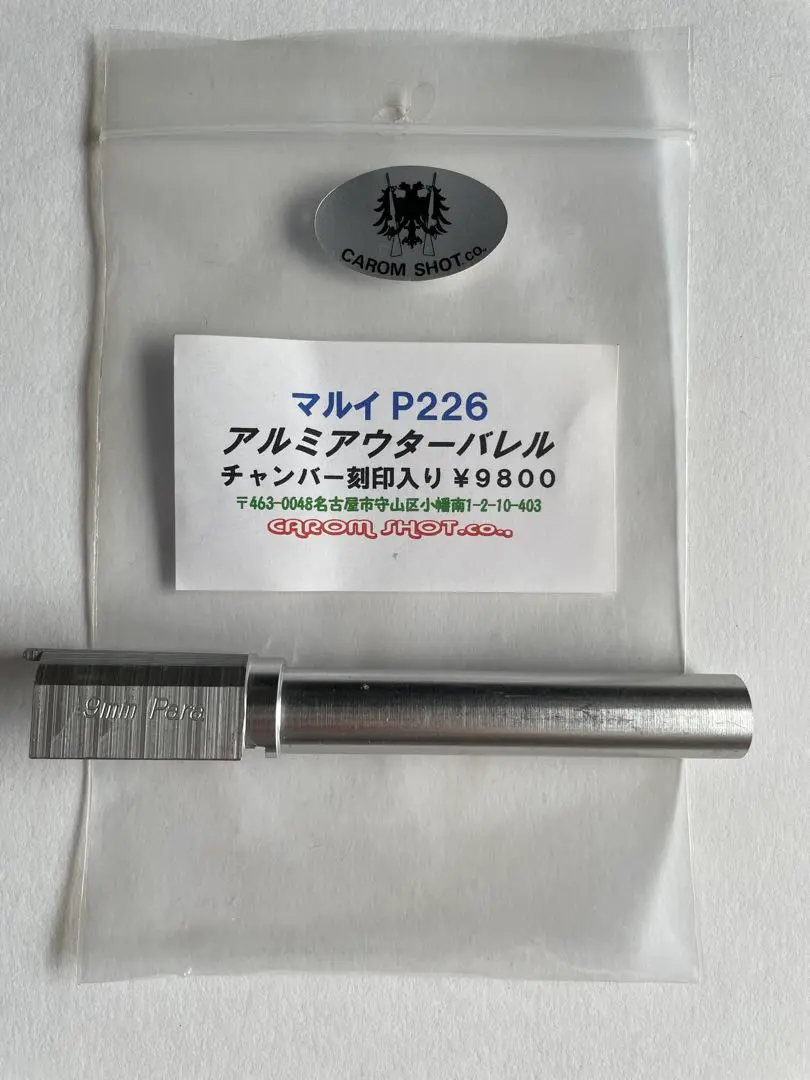 CAROM SHOT.co.,
マルイ P226
アルミアウターバレル
チャンバー刻印入り ¥9800
〒463-0048名古屋市守山区小幡南1-2-10-403
CAROM SHOT.co.,
9mm Para